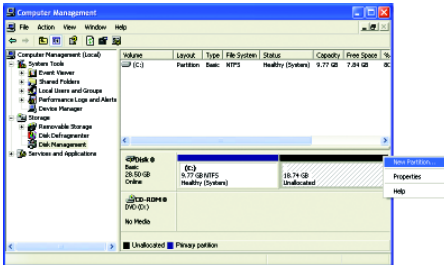 Computer Management
File Action View Window Help
Computer Management (Local)
System Tools
Event Viewer
Shared Folders
Local Users and Groups
Performance Logs and Alerts
Device Manager
Storage
Removable Storage
Disk Defragmenter
Disk Management
Services and Applications
Volume Layout Type File System Status Capacity Free Space %
(C:) Partition Basic NTFS Healthy (System) 9.77 GB 7.84 GB 80
Disk 0
Basic
28.50 GB
Online
(C:)
9.77 GB NTFS
Healthy (System)
18.74 GB
Unallocated
CD-ROM 0
DVD (D:)
No Media
Unallocated Primary partition
New Partition...
Properties
Help